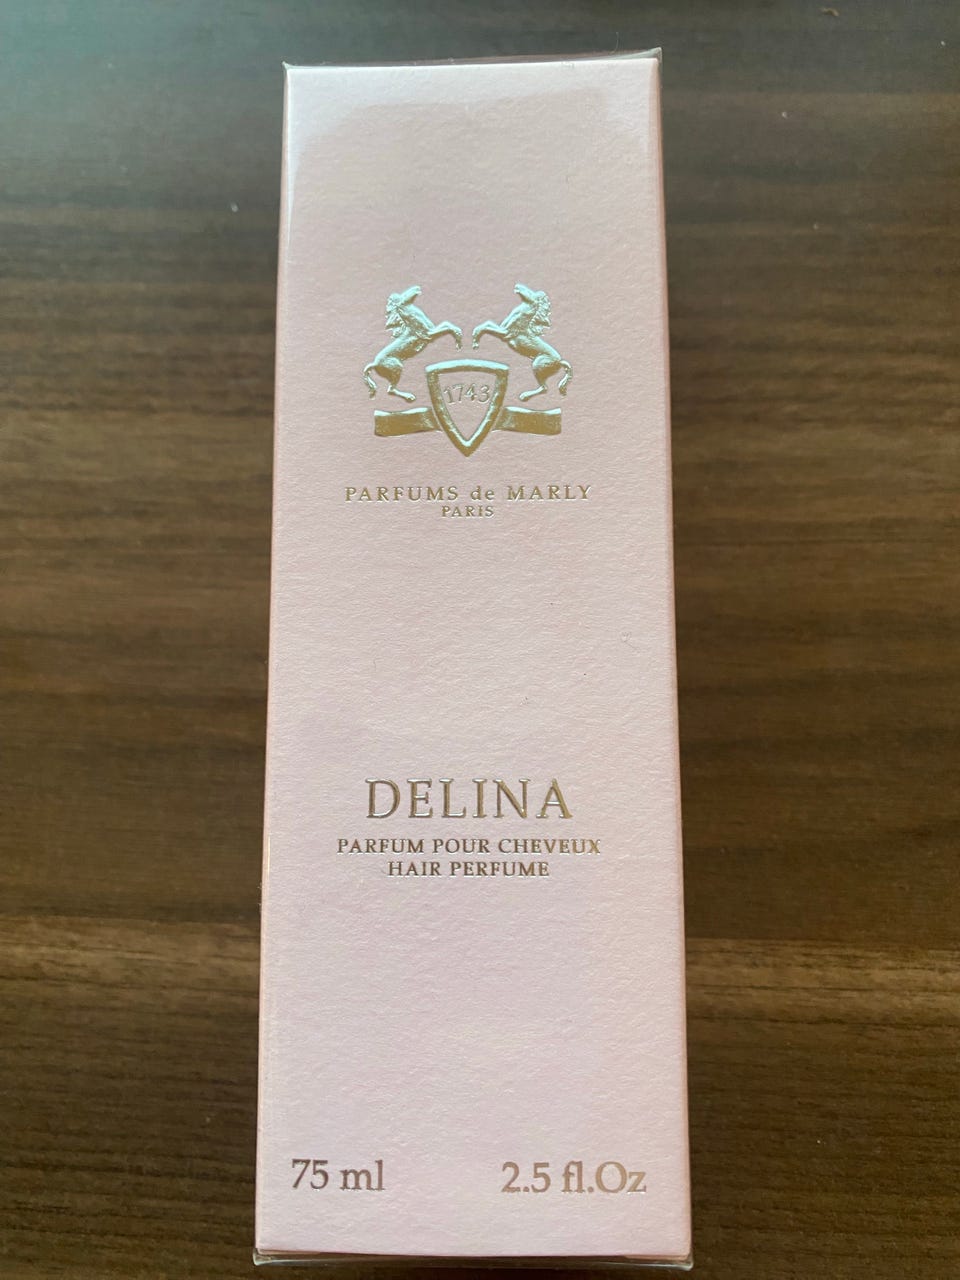 1743
PARFUMS de MARLY
PARIS
DELINA
PARFUM POUR CHEVEUX
HAIR PERFUME
75 ml 2.5 fl.Oz